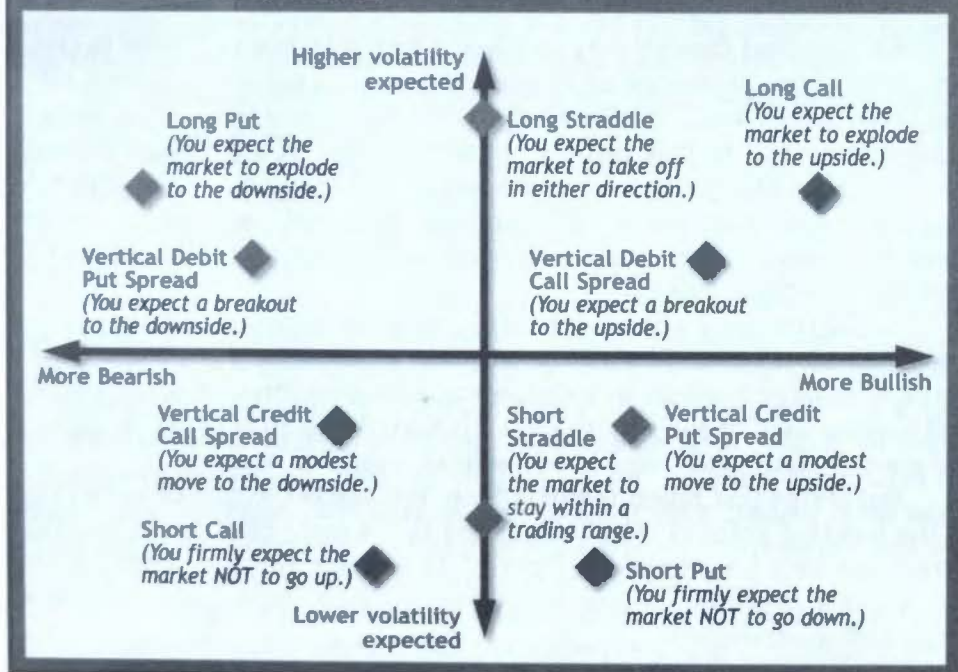 Higher volatility
expected
Long Put
(You expect the
market to explode
to the downside.)
Long Straddle
(You expect the
market to take off
in either direction.)
Long Call
(You expect the
market to explode
to the upside.)
Vertical Debit
Put Spread
(You expect a breakout
to the downside.)
Vertical Debit
Call Spread
(You expect a breakout
to the upside.)
More Bearish
More Bullish
Vertical Credit
Call Spread
(You expect a modest
move to the downside.)
Short
Straddle
(You expect
the market to
stay within a
trading range.)
Vertical Credit
Put Spread
(You expect a modest
move to the upside.)
Short Call
(You firmly expect the
market NOT to go up.)
Short Put
(You firmly expect the
market NOT to go down.)
Lower volatility
expected